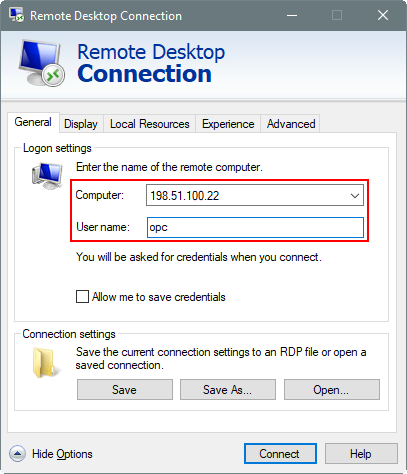 Remote Desktop Connection
Remote Desktop
Connection
General Display Local Resources Experience Advanced
Logon settings
Enter the name of the remote computer.
Computer: 198.51.100.22
User name: opc
You will be asked for credentials when you connect.
Allow me to save credentials
Connection settings
Save the current connection settings to an RDP file or open a
saved connection.
Save Save As... Open...
Hide Options Connect Help